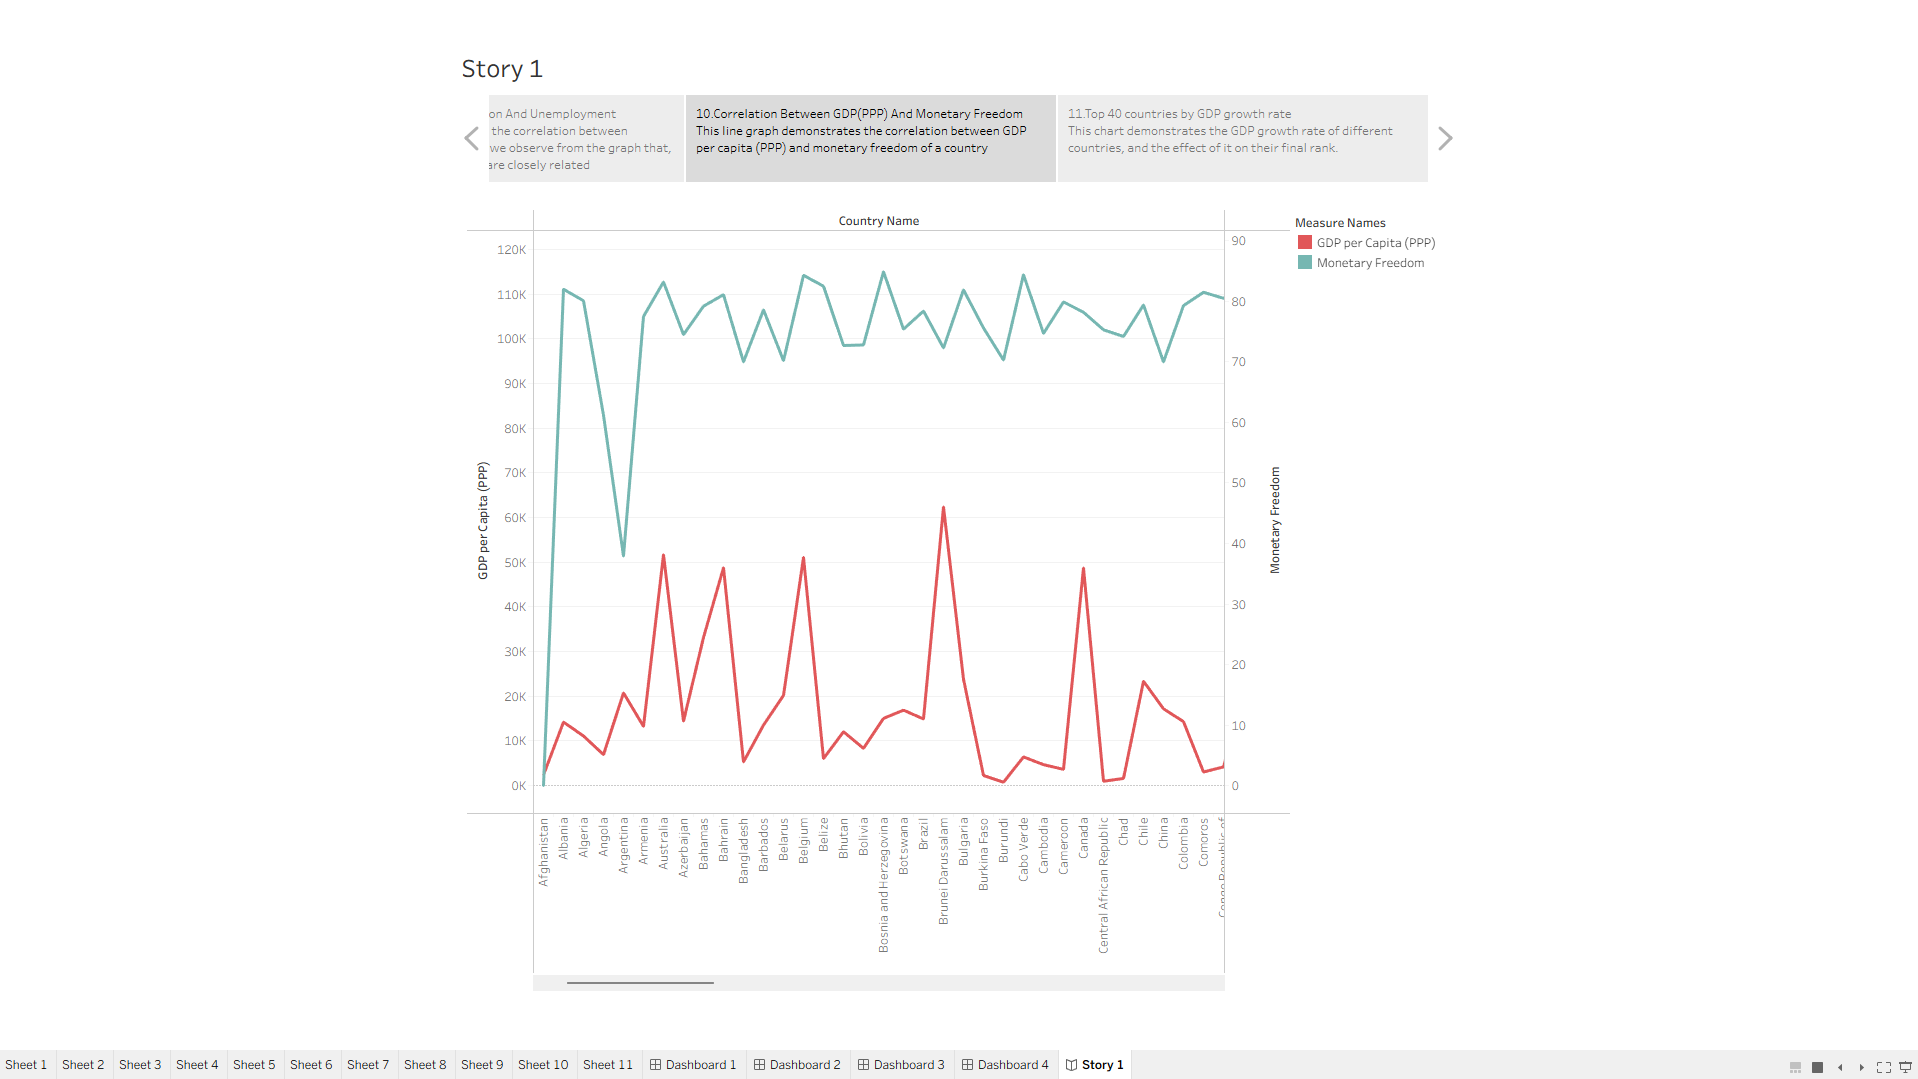 Story 1
on And Unemployment
the correlation between
we observe from the graph that,
are closely related
10.Correlation Between GDP(PPP) And Monetary Freedom
This line graph demonstrates the correlation between GDP
per capita (PPP) and monetary freedom of a country
11.Top 40 countries by GDP growth rate
This chart demonstrates the GDP growth rate of different
countries, and the effect of it on their final rank.
Country Name
Measure Names
GDP per Capita (PPP)
Monetary Freedom
GDP per Capita (PPP)
120K
110K
100K
90K
80K
70K
60K
50K
40K
30K
20K
10K
0K
90
80
70
60
50
40
30
20
10
0
Monetary Freedom
Afghanistan
Albania
Algeria
Angola
Argentina
Armenia
Australia
Azerbaijan
Bahamas
Bahrain
Bangladesh
Barbados
Belarus
Belgium
Belize
Bhutan
Bolivia
Bosnia and Herzegovina
Botswana
Brazil
Brunei Darussalam
Bulgaria
Burkina Faso
Burundi
Cabo Verde
Cambodia
Cameroon
Canada
Central African Republic
Chad
Chile
China
Colombia
Comoros
Sheet 1
Sheet 2
Sheet 3
Sheet 4
Sheet 5
Sheet 6
Sheet 7
Sheet 8
Sheet 9
Sheet 10
Sheet 11
Dashboard 1
Dashboard 2
Dashboard 3
Dashboard 4
Story 1